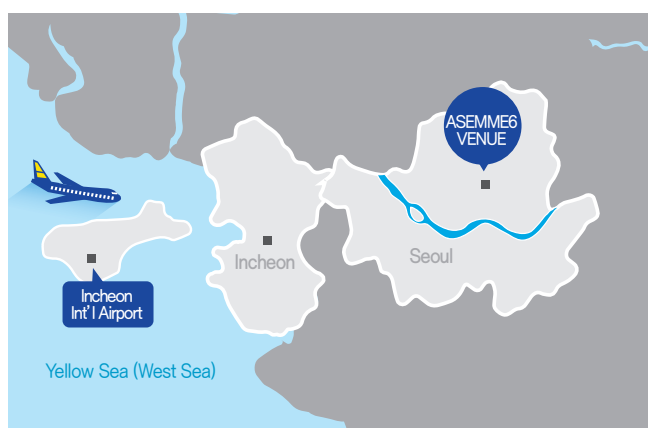 ASEMME6
VENUE
Incheon
Seoul
Incheon
Int'l Airport
Yellow Sea (West Sea)